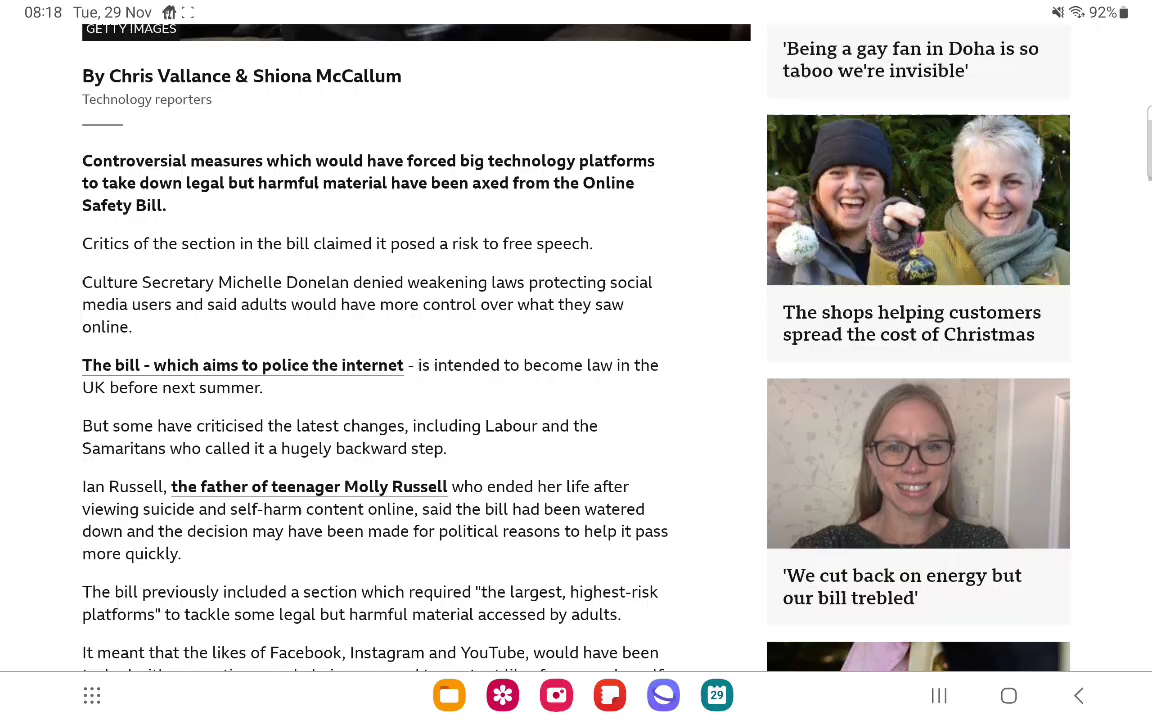 08:18 Tue, 29 Nov
92%
GETTY IMAGES
By Chris Vallance & Shiona McCallum
Technology reporters
Controversial measures which would have forced big technology platforms
to take down legal but harmful material have been axed from the Online
Safety Bill.
Critics of the section in the bill claimed it posed a risk to free speech.
Culture Secretary Michelle Donelan denied weakening laws protecting social
media users and said adults would have more control over what they saw
online.
The bill - which aims to police the internet - is intended to become law in the
UK before next summer.
But some have criticised the latest changes, including Labour and the
Samaritans who called it a hugely backward step.
Ian Russell, the father of teenager Molly Russell who ended her life after
viewing suicide and self-harm content online, said the bill had been watered
down and the decision may have been made for political reasons to help it pass
more quickly.
The bill previously included a section which required "the largest, highest-risk
platforms" to tackle some legal but harmful material accessed by adults.
It meant that the likes of Facebook, Instagram and YouTube, would have been
'Being a gay fan in Doha is so
taboo we're invisible'
The shops helping customers
spread the cost of Christmas
'We cut back on energy but
our bill trebled'
29